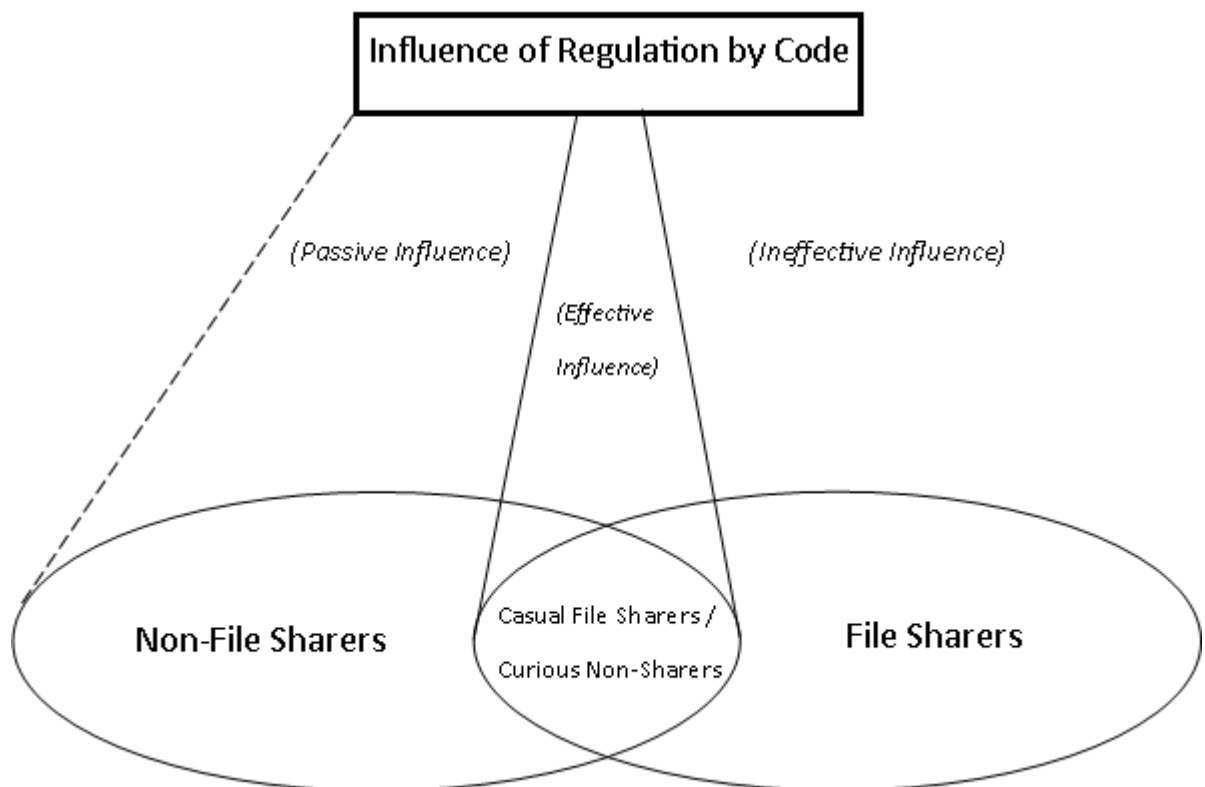 Influence of Regulation by Code
(Passive Influence)
(Ineffective Influence)
(Effective
Influence)
Non-File Sharers
Casual File Sharers /
Curious Non-Sharers
File Sharers